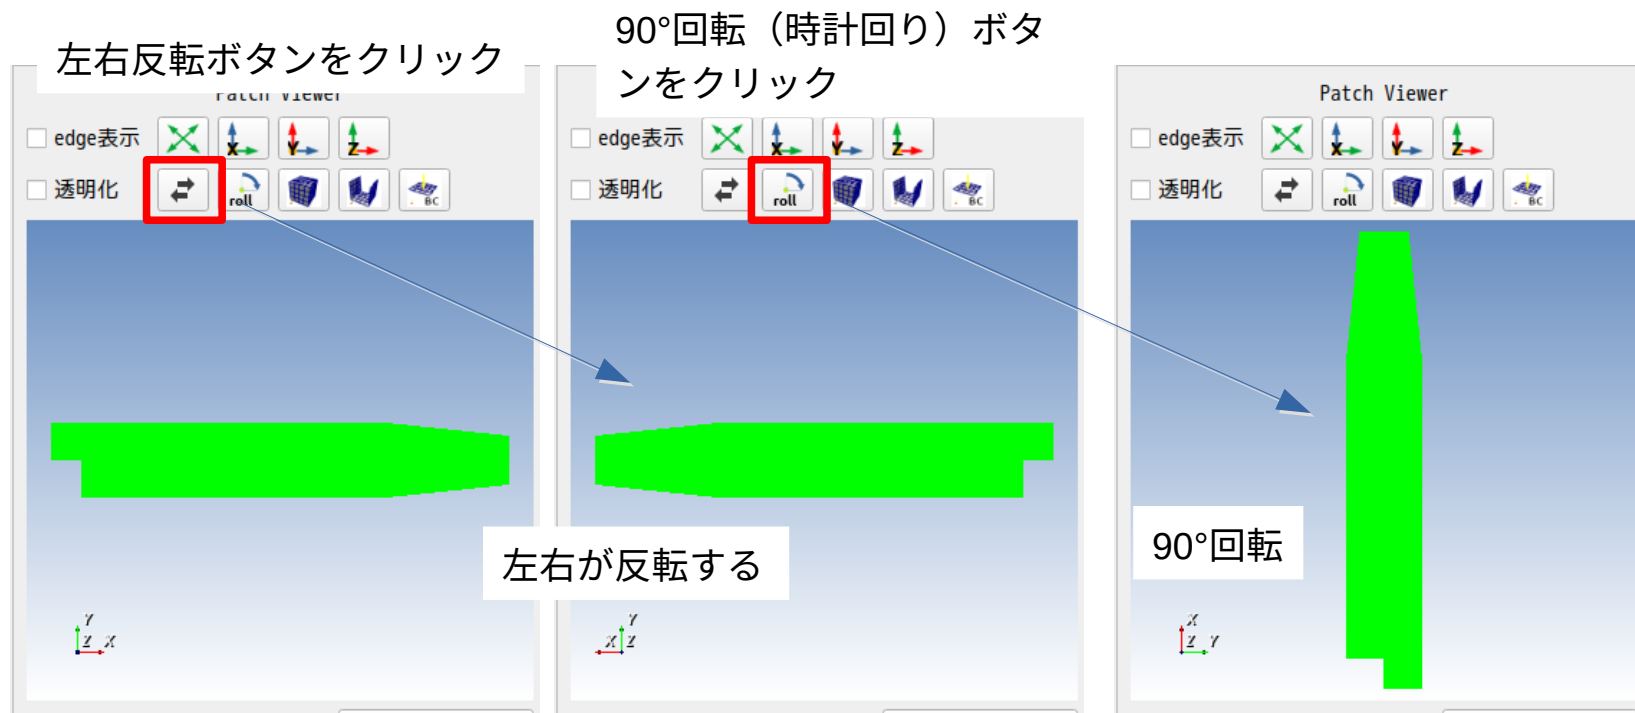 左右反転ボタンをクリック
90°回転（時計回り）ボタ
ンをクリック
Patch Viewer
edge表示
X
Y
Z
透明化
roll
BC
Y
Z X
左右が反転する
edge表示
X
Y
Z
透明化
roll
BC
Y
X Z
Patch Viewer
edge表示
X
Y
Z
透明化
roll
BC
90°回転
X
Z Y